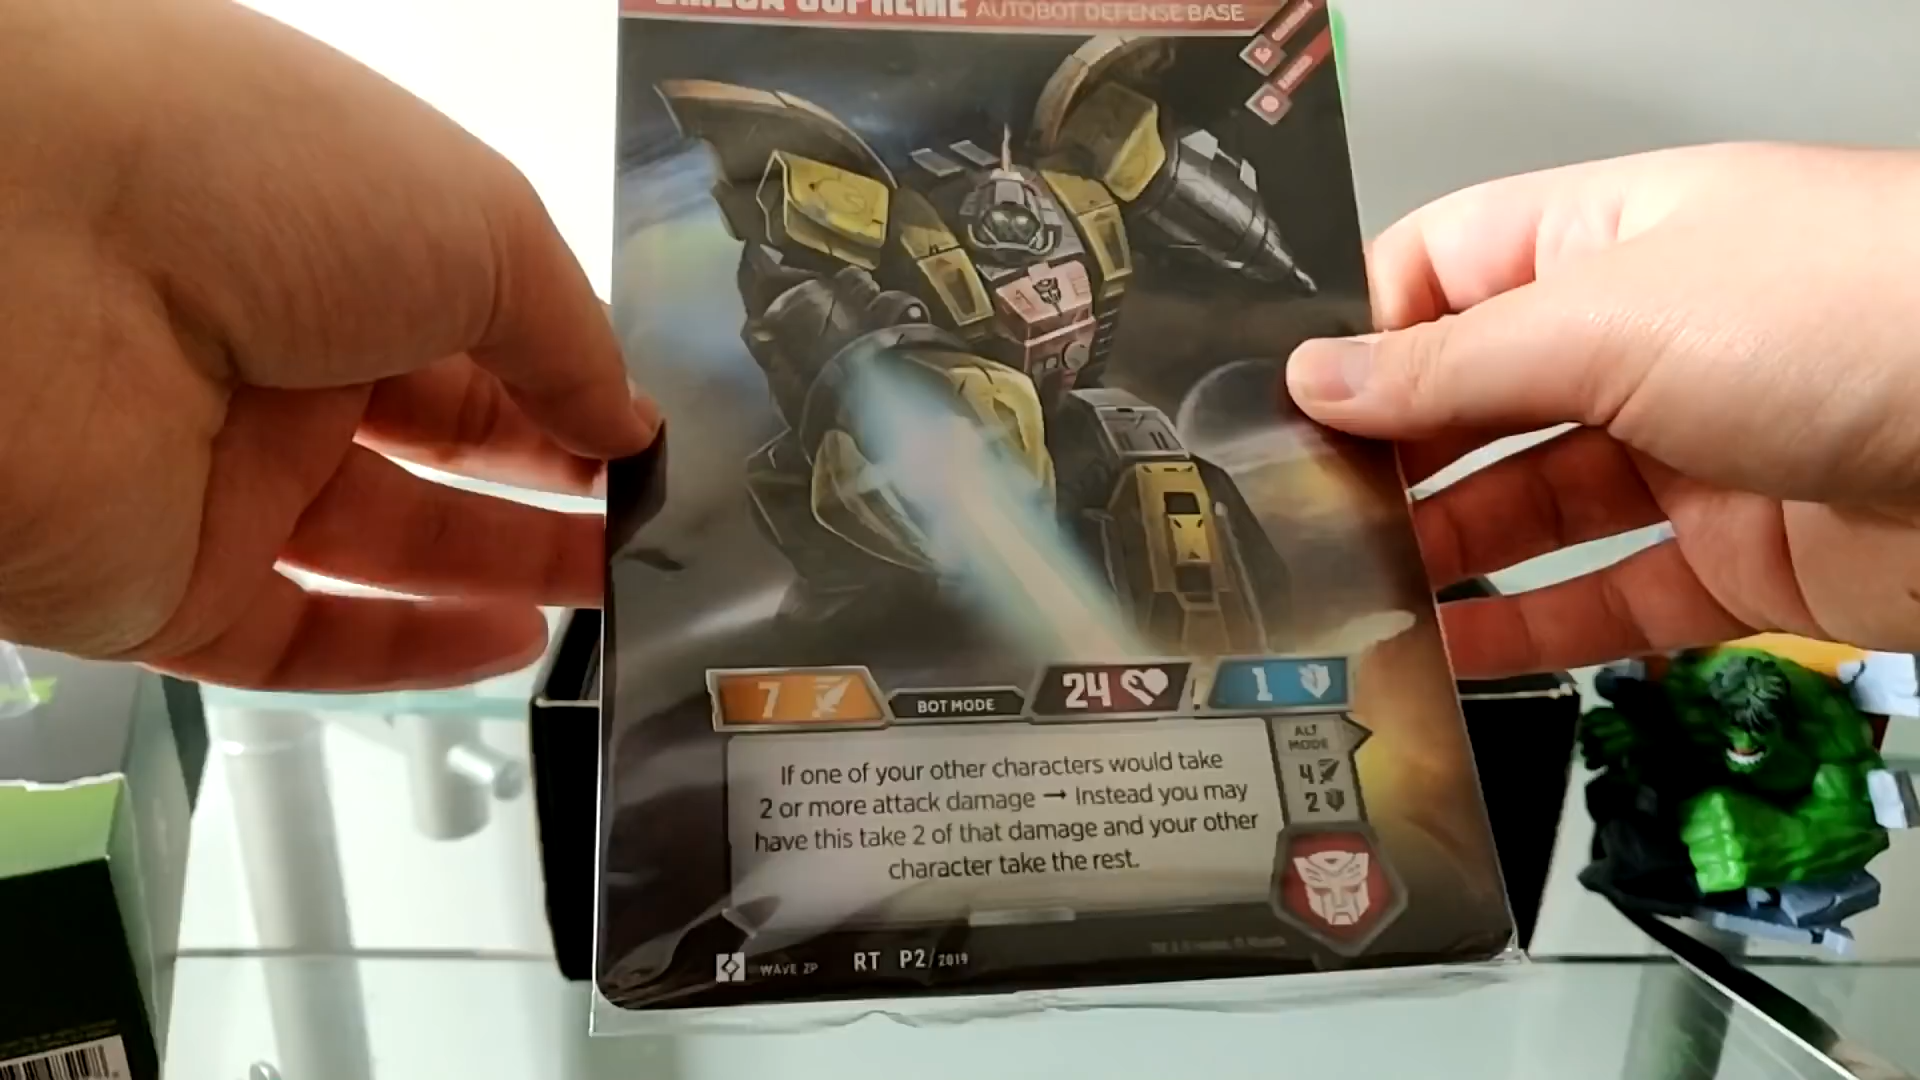 SUPREME AUTOBOT DEFENSE BASE
7
BOT MODE
24
1
If one of your other characters would take
2 or more attack damage → Instead you may
have this take 2 of that damage and your other
character take the rest.
ALT
MODE
4
2
WAVE 2P RT P2/2019